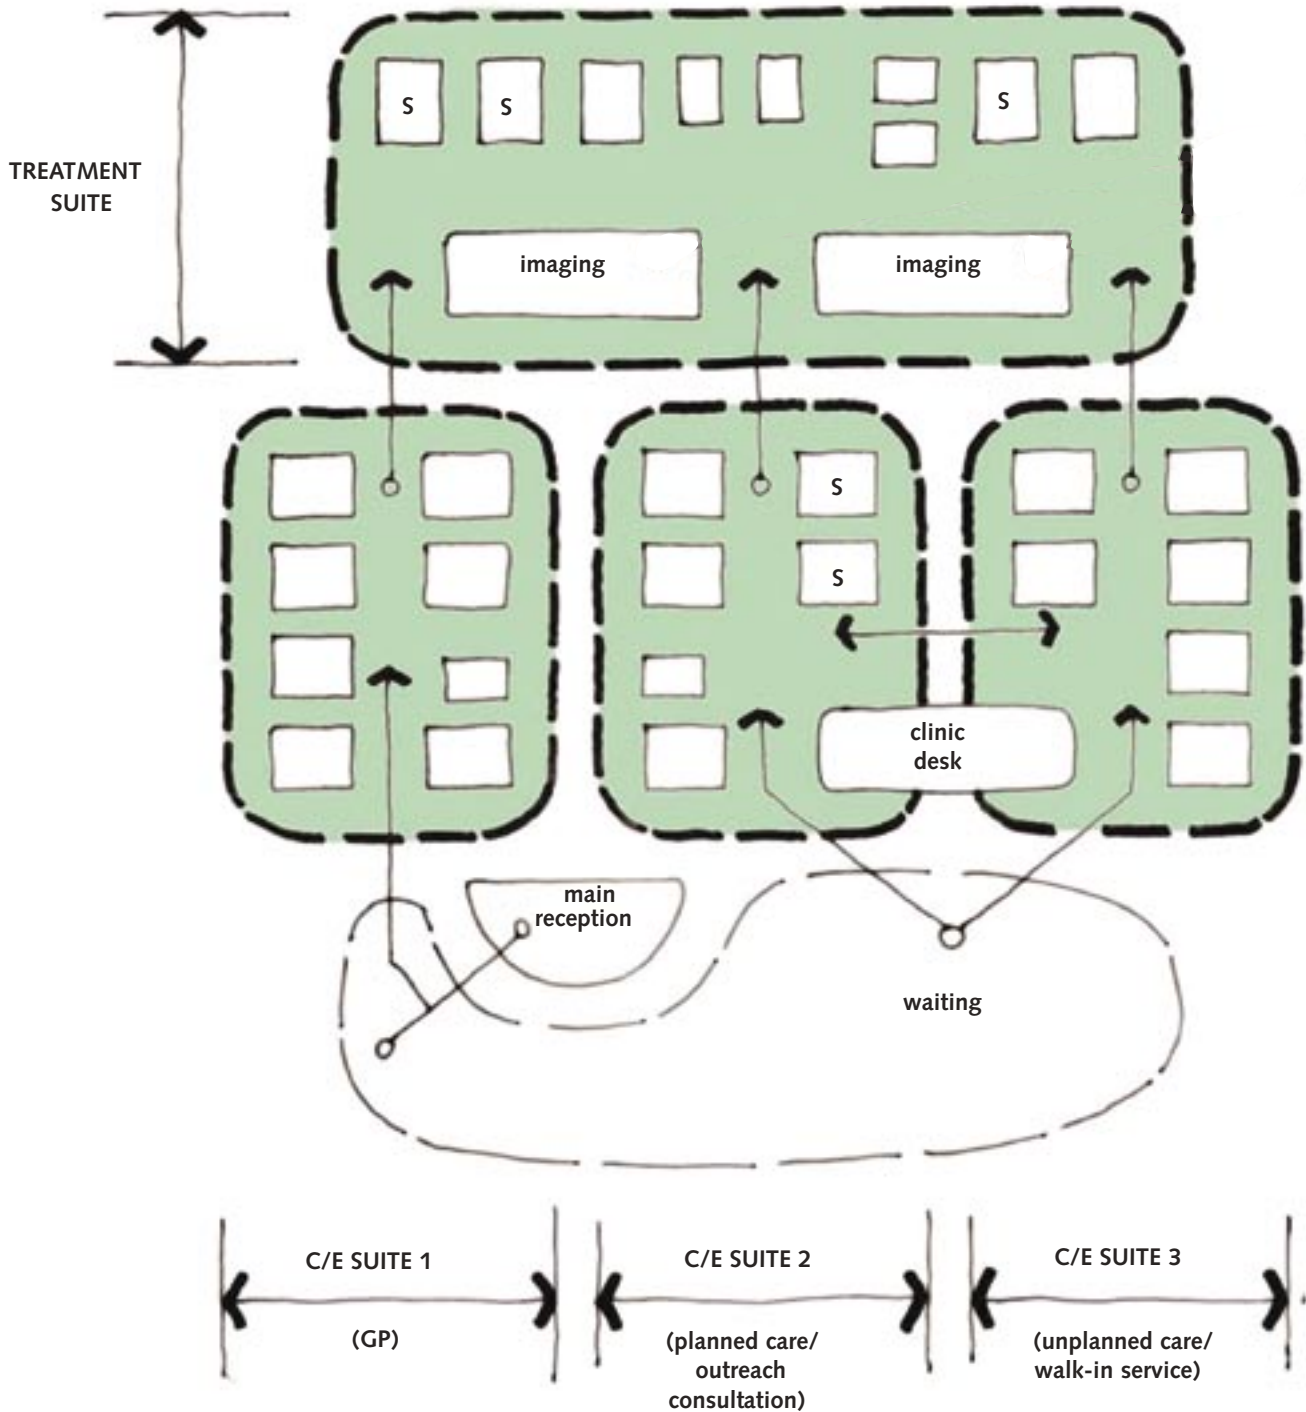 S
S
S
TREATMENT
SUITE
imaging
imaging
S
S
clinic
desk
main
reception
waiting
C/E SUITE 1
(GP)
C/E SUITE 2
(planned care/
outreach
consultation)
C/E SUITE 3
(unplanned care/
walk-in service)